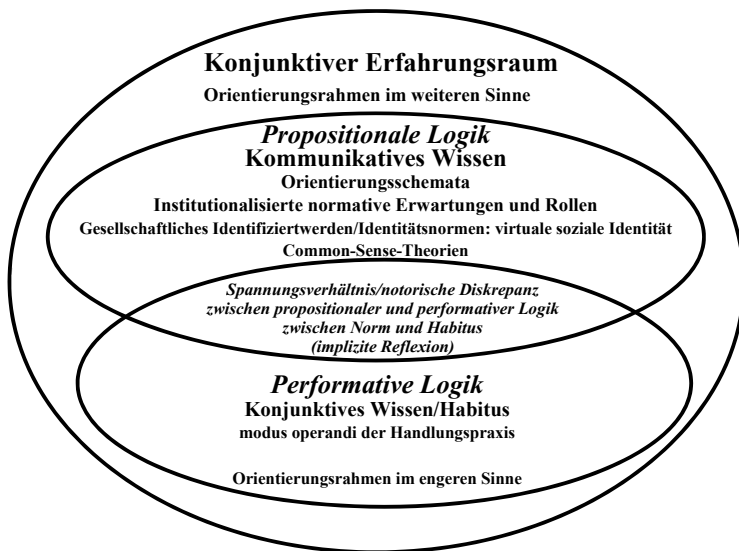 Konjunktiver Erfahrungsraum
Orientierungsrahmen im weiteren Sinne
Propositionale Logik
Kommunikatives Wissen
Orientierungsschemata
Institutionalisierte normative Erwartungen und Rollen
Gesellschaftliches Identifiziertwerden/Identitätsnormen: virtuale soziale Identität
Common-Sense-Theorien
Spannungsverhältnis/notorische Diskrepanz
zwischen propositionaler und performativer Logik
zwischen Norm und Habitus
(implizite Reflexion)
Performative Logik
Konjunktives Wissen/Habitus
modus operandi der Handlungspraxis
Orientierungsrahmen im engeren Sinne